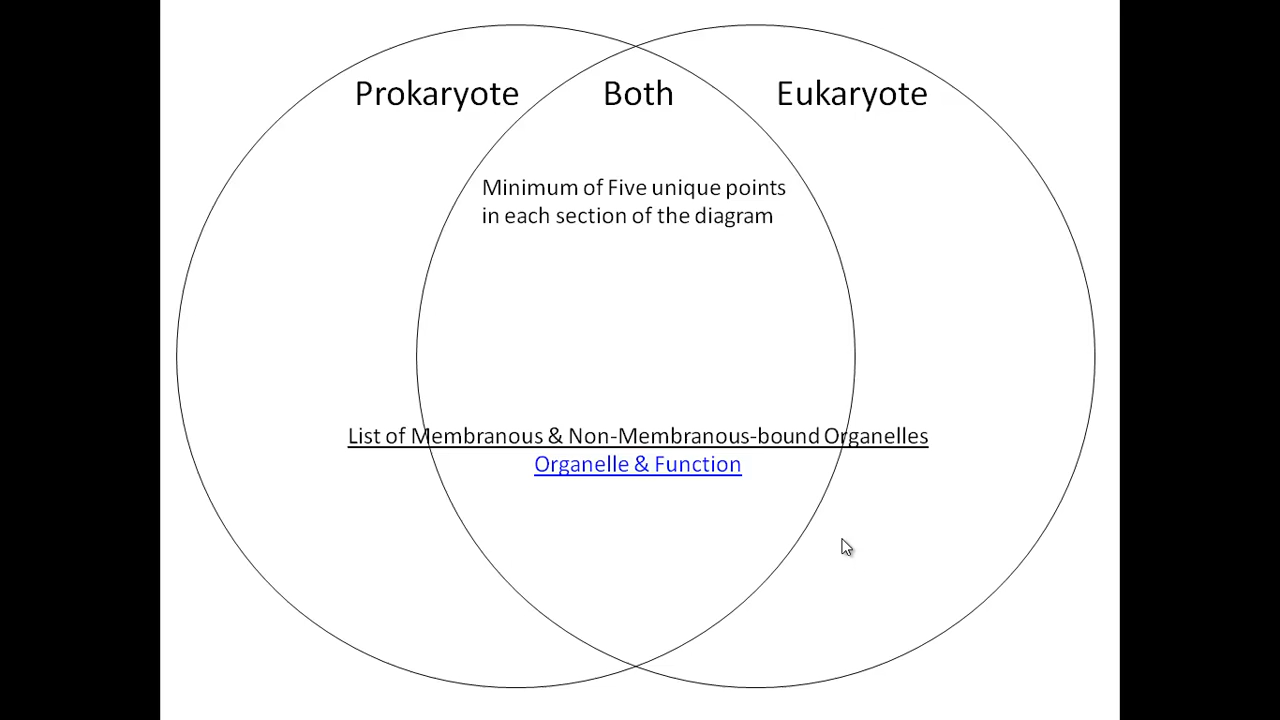 Prokaryote Both Eukaryote
Minimum of Five unique points
in each section of the diagram
List of Membranous & Non-Membranous-bound Organelles
Organelle & Function